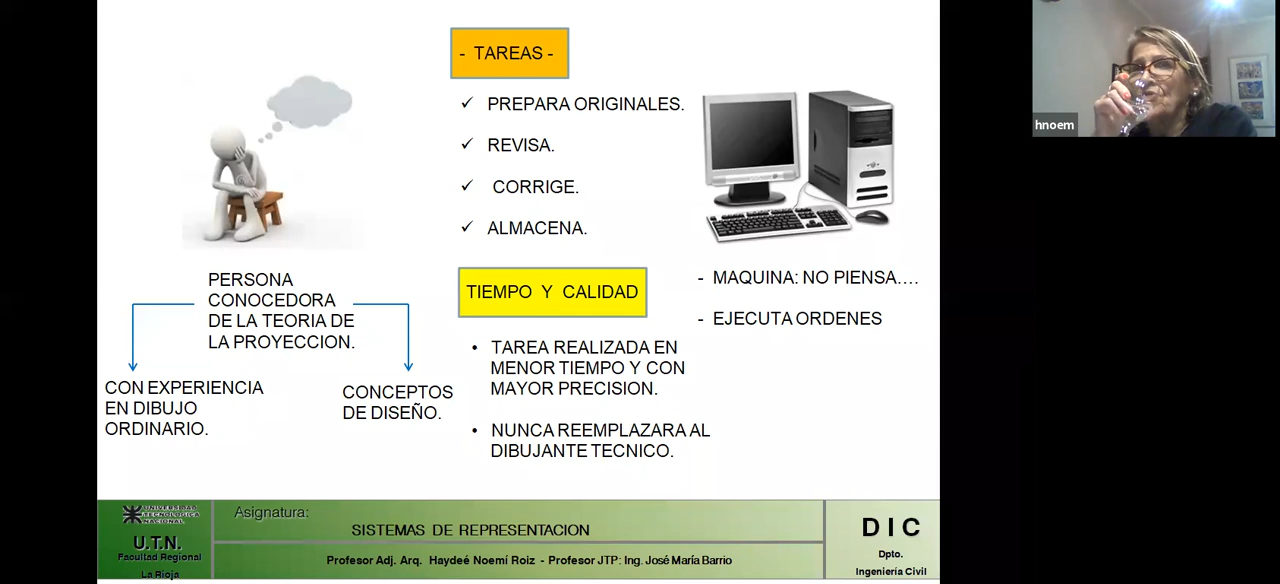 - TAREAS -
✓ PREPARA ORIGINALES.
✓ REVISA.
✓ CORRIGE.
✓ ALMACENA.
PERSONA
CONOCEDORA
DE LA TEORIA DE
LA PROYECCION.
CON EXPERIENCIA
EN DIBUJO
ORDINARIO.
CONCEPTOS
DE DISEÑO.
TIEMPO Y CALIDAD
• TAREA REALIZADA EN
MENOR TIEMPO Y CON
MAYOR PRECISION.
• NUNCA REEMPLAZARA AL
DIBUJANTE TECNICO.
- MAQUINA: NO PIENSA....
- EJECUTA ORDENES
hnoem
UNIVERSIDAD
TECNOLOGICA
NACIONAL
U.T.N.
Facultad Regional
La Rioja
Asignatura:
SISTEMAS DE REPRESENTACION
Profesor Adj. Arq. Haydeé Noemí Roiz - Profesor JTP: Ing. José María Barrio
D I C
Dpto.
Ingeniería Civil